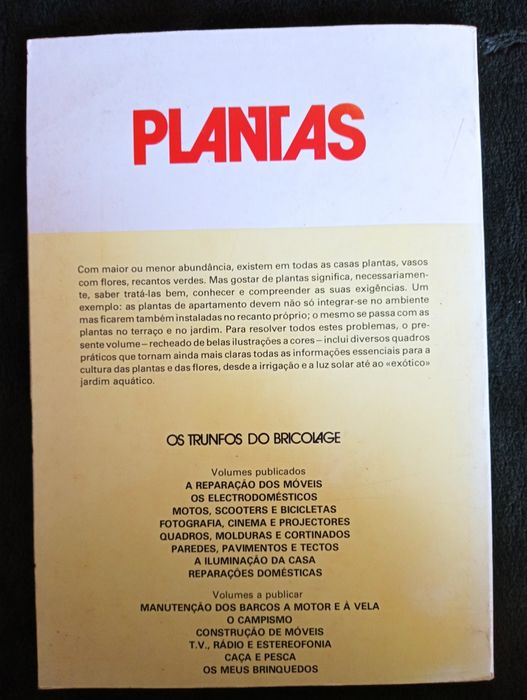 PLANTAS
Com maior ou menor abundância, existem em todas as casas plantas, vasos
com flores, recantos verdes. Mas gostar de plantas significa, necessariamen-
te, saber tratá-las bem, conhecer e compreender as suas exigências. Um
exemplo: as plantas de apartamento devem não só integrar-se no ambiente
mas ficarem também instaladas no recanto próprio; o mesmo se passa com as
plantas no terraço e no jardim. Para resolver todos estes problemas, o pre-
sente volume – recheado de belas ilustrações a cores – inclui diversos quadros
práticos que tornam ainda mais claras todas as informações essenciais para a
cultura das plantas e das flores, desde a irrigação e a luz solar até ao «exótico»
jardim aquático.
OS TRUNFOS DO BRICOLAGE
Volumes publicados
A REPARAÇÃO DOS MÓVEIS
OS ELECTRODOMÉSTICOS
MOTOS, SCOOTERS E BICICLETAS
FOTOGRAFIA, CINEMA E PROJECTORES
QUADROS, MOLDURAS E CORTINADOS
PAREDES, PAVIMENTOS E TECTOS
A ILUMINAÇÃO DA CASA
REPARAÇÕES DOMÉSTICAS
Volumes a publicar
MANUTENÇÃO DOS BARCOS A MOTOR E À VELA
O CAMPISMO
CONSTRUÇÃO DE MÓVEIS
T.V., RÁDIO E ESTEREOFONIA
CAÇA E PESCA
OS MEUS BRINQUEDOS